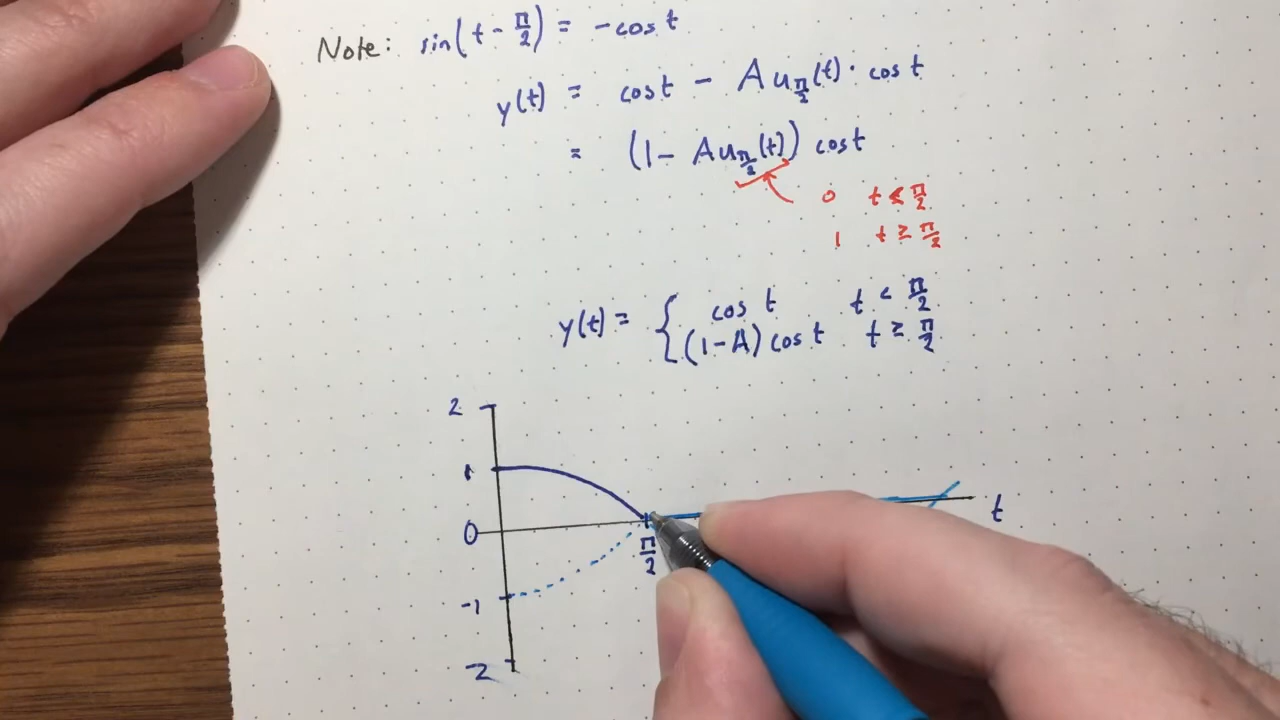 Note: sin(t - π/2) = -cos t
y(t) = cos t - A u_{π/2}(t) · cos t
= (1 - A u_{π/2}(t)) cos t
0 t < π/2
1 t ≥ π/2
y(t) = { cos t t < π/2
(1-A) cos t t ≥ π/2
2
1
0
t
π/2
-1
-2